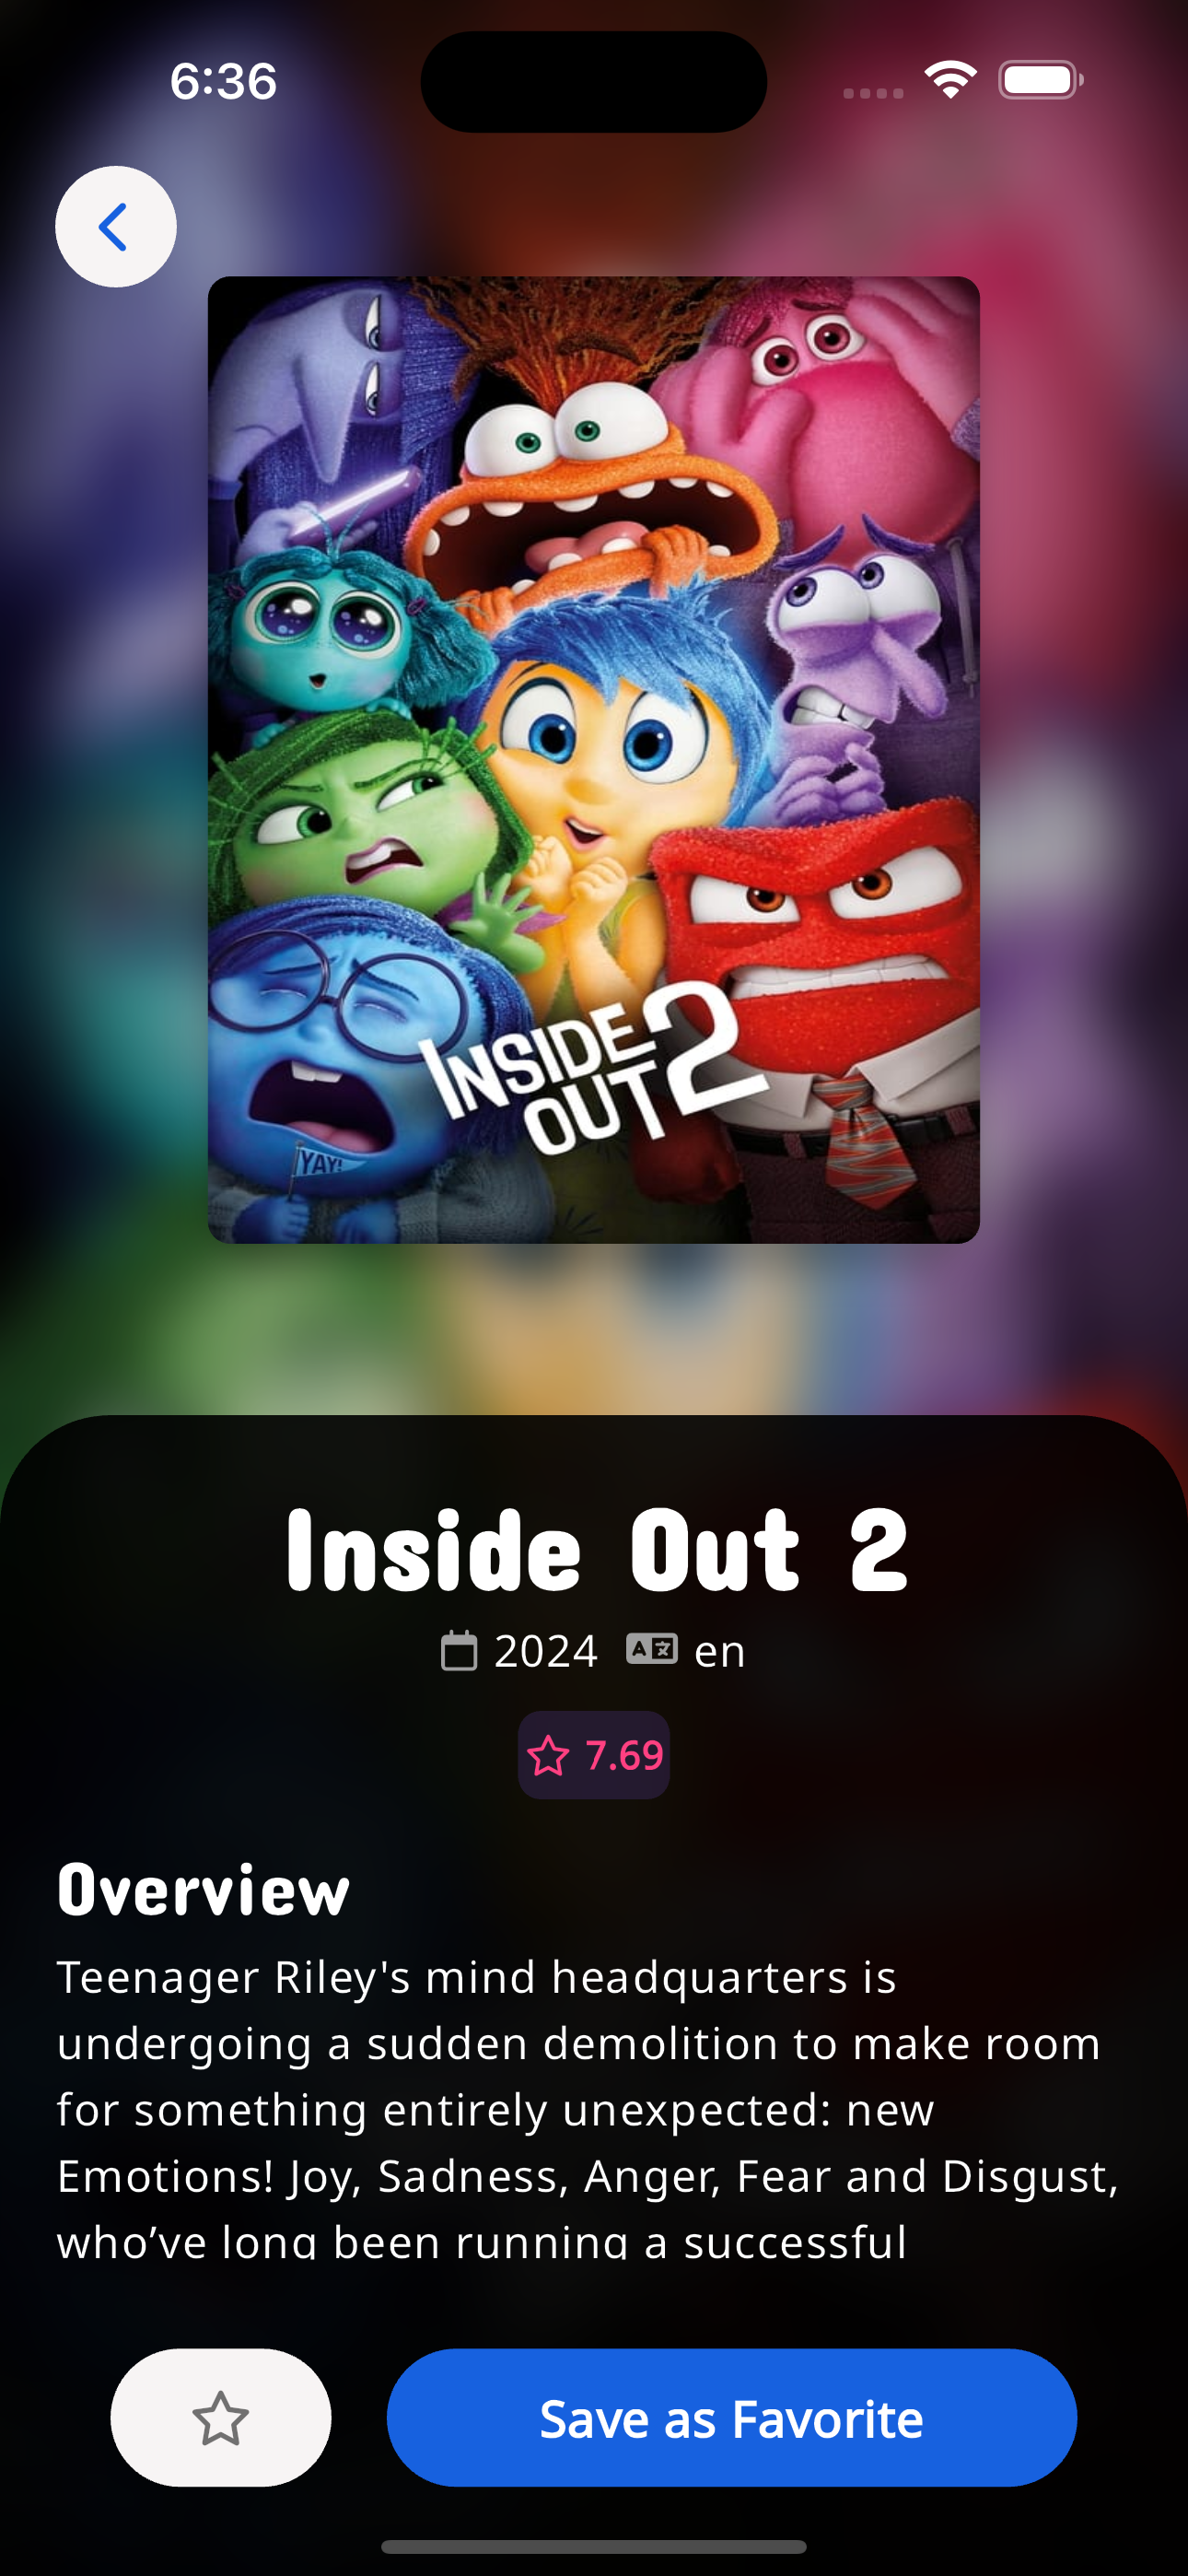 6:36
YAY!
INSIDE
OUT 2
Inside Out 2
2024 en
7.69
Overview
Teenager Riley's mind headquarters is
undergoing a sudden demolition to make room
for something entirely unexpected: new
Emotions! Joy, Sadness, Anger, Fear and Disgust,
who’ve long been running a successful
Save as Favorite